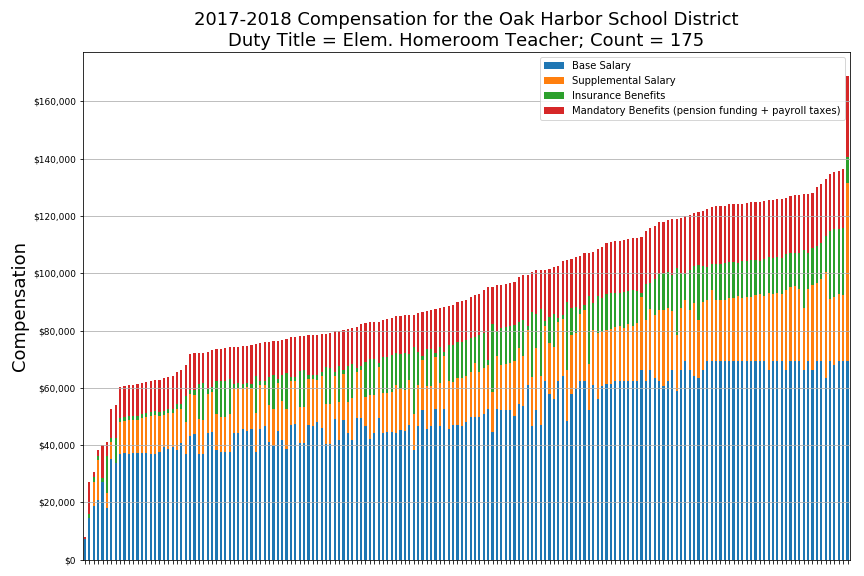 2017-2018 Compensation for the Oak Harbor School District
Duty Title = Elem. Homeroom Teacher; Count = 175
Base Salary
Supplemental Salary
Insurance Benefits
Mandatory Benefits (pension funding + payroll taxes)
$160,000
$140,000
$120,000
$100,000
$80,000
$60,000
$40,000
$20,000
$0
Compensation